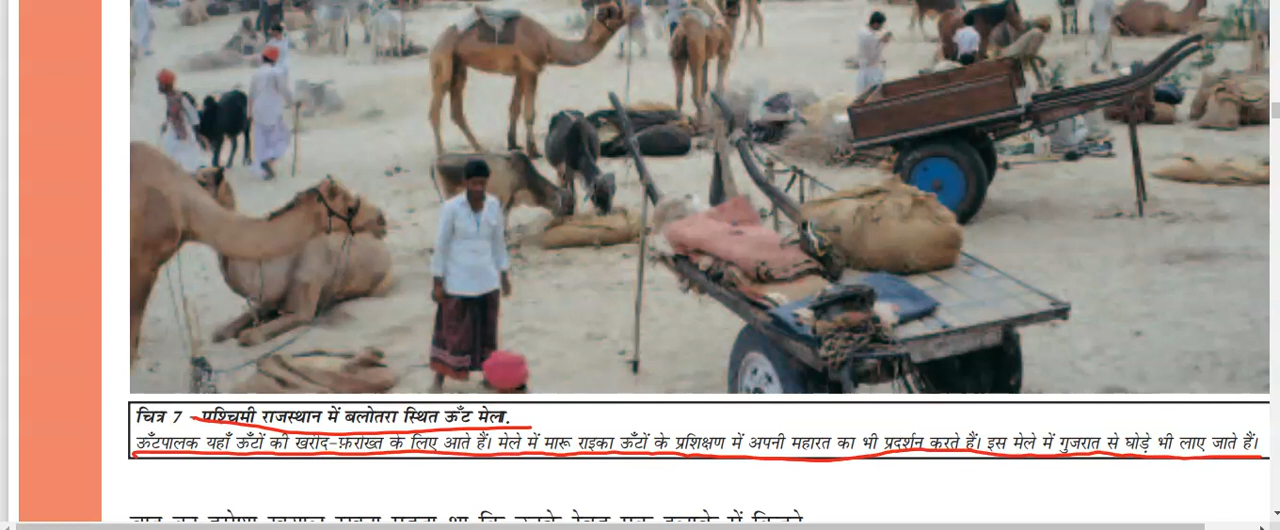 चित्र 7 - पश्चिमी राजस्थान में बलोतरा स्थित ऊँट मेला.
ऊँटपालक यहाँ ऊँटों की खरीद-फ़रोख्त के लिए आते हैं। मेले में मारू राइका ऊँटों के प्रशिक्षण में अपनी महारत का भी प्रदर्शन करते हैं। इस मेले में गुजरात से घोड़े भी लाए जाते हैं।